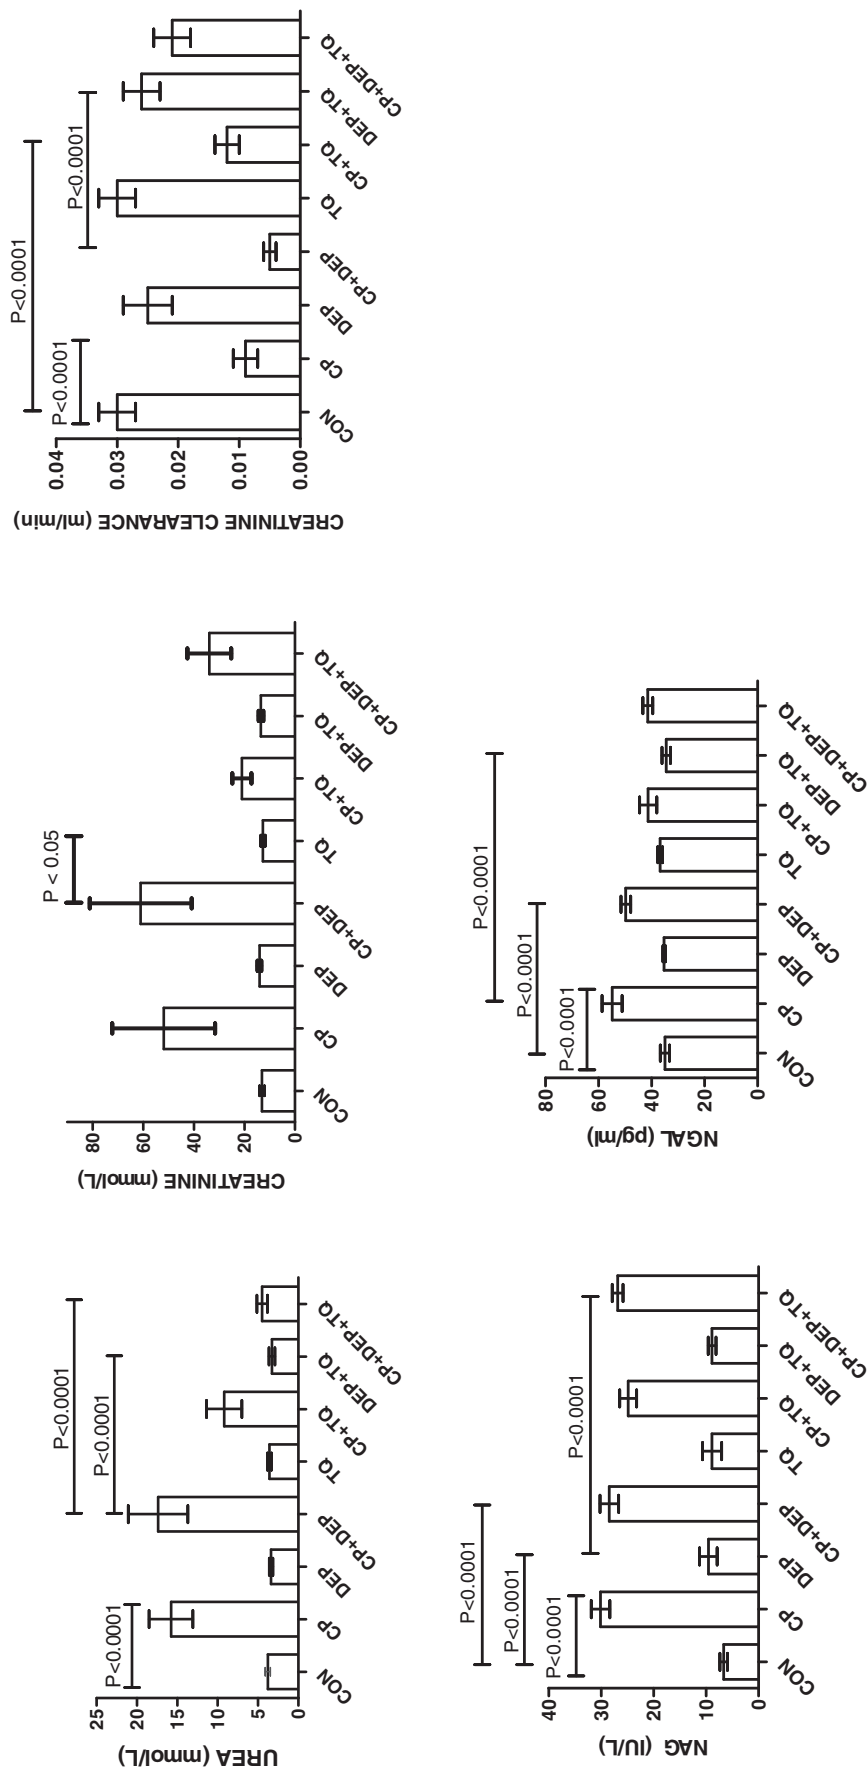 UREA (mmol/L)
25
20
15
10
5
0
P<0.0001
P<0.0001
P<0.0001
CON
CP
DEP
CP+DEP
TQ
CP+TQ
DEP+TQ
CP+DEP+TQ
CREATININE (mmol/L)
80
60
40
20
0
P < 0.05
CON
CP
DEP
CP+DEP
TQ
CP+TQ
DEP+TQ
CP+DEP+TQ
CREATININE CLEARANCE (ml/min)
0.04
0.03
0.02
0.01
0.00
P<0.0001
P<0.0001
P<0.0001
CON
CP
DEP
CP+DEP
TQ
CP+TQ
DEP+TQ
CP+DEP+TQ
NAG (IU/L)
40
30
20
10
0
P<0.0001
P<0.0001
P<0.0001
P<0.0001
CON
CP
DEP
CP+DEP
TQ
CP+TQ
DEP+TQ
CP+DEP+TQ
NGAL (pg/ml)
80
60
40
20
0
P<0.0001
P<0.0001
P<0.0001
CON
CP
DEP
CP+DEP
TQ
CP+TQ
DEP+TQ
CP+DEP+TQ